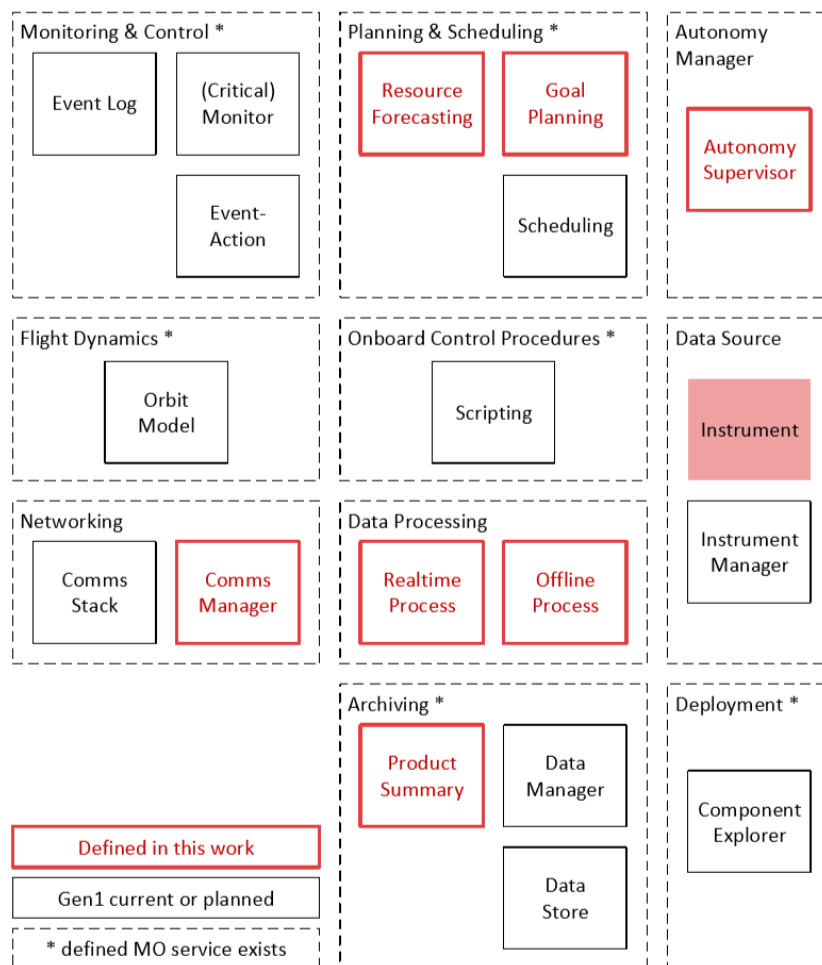 Monitoring & Control *
Event Log
(Critical)
Monitor
Event-
Action
Planning & Scheduling *
Resource
Forecasting
Goal
Planning
Scheduling
Autonomy
Manager
Autonomy
Supervisor
Flight Dynamics *
Orbit
Model
Onboard Control Procedures *
Scripting
Data Source
Instrument
Instrument
Manager
Networking
Comms
Stack
Comms
Manager
Data Processing
Realtime
Process
Offline
Process
Archiving *
Product
Summary
Data
Manager
Data
Store
Deployment *
Component
Explorer
Defined in this work
Gen1 current or planned
* defined MO service exists